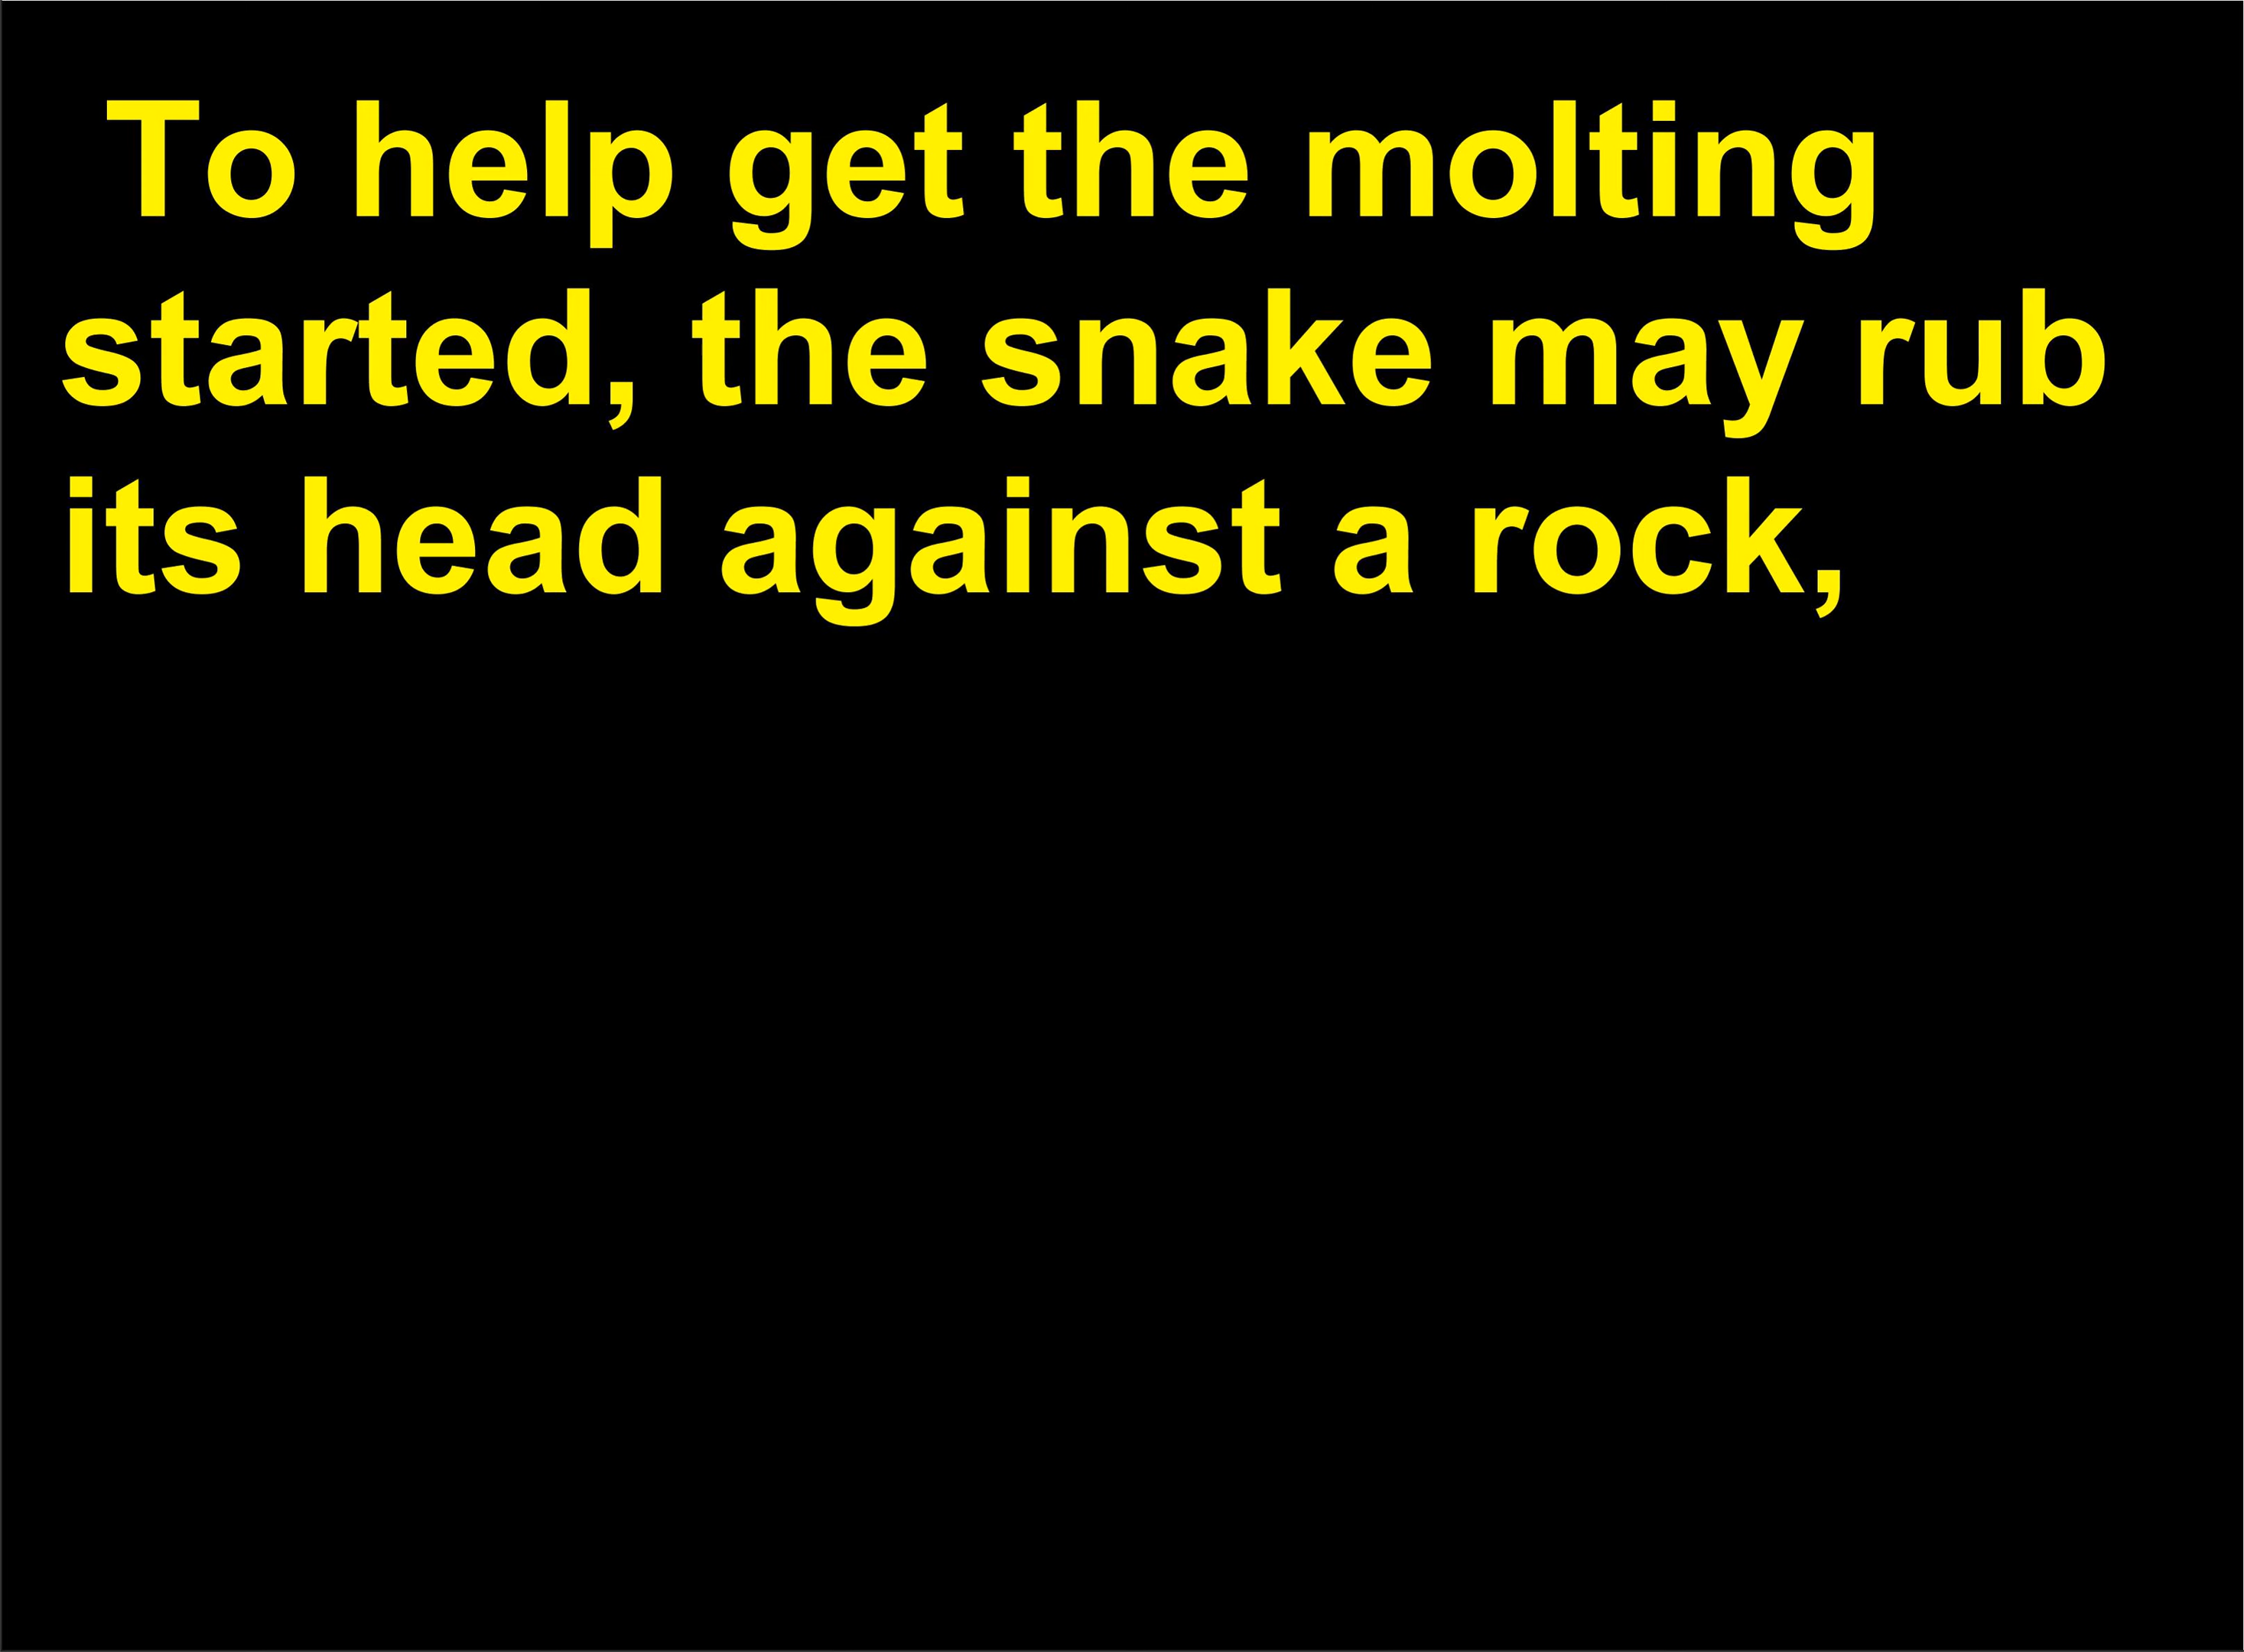 To help get the molting
started, the snake may rub
its head against a rock,